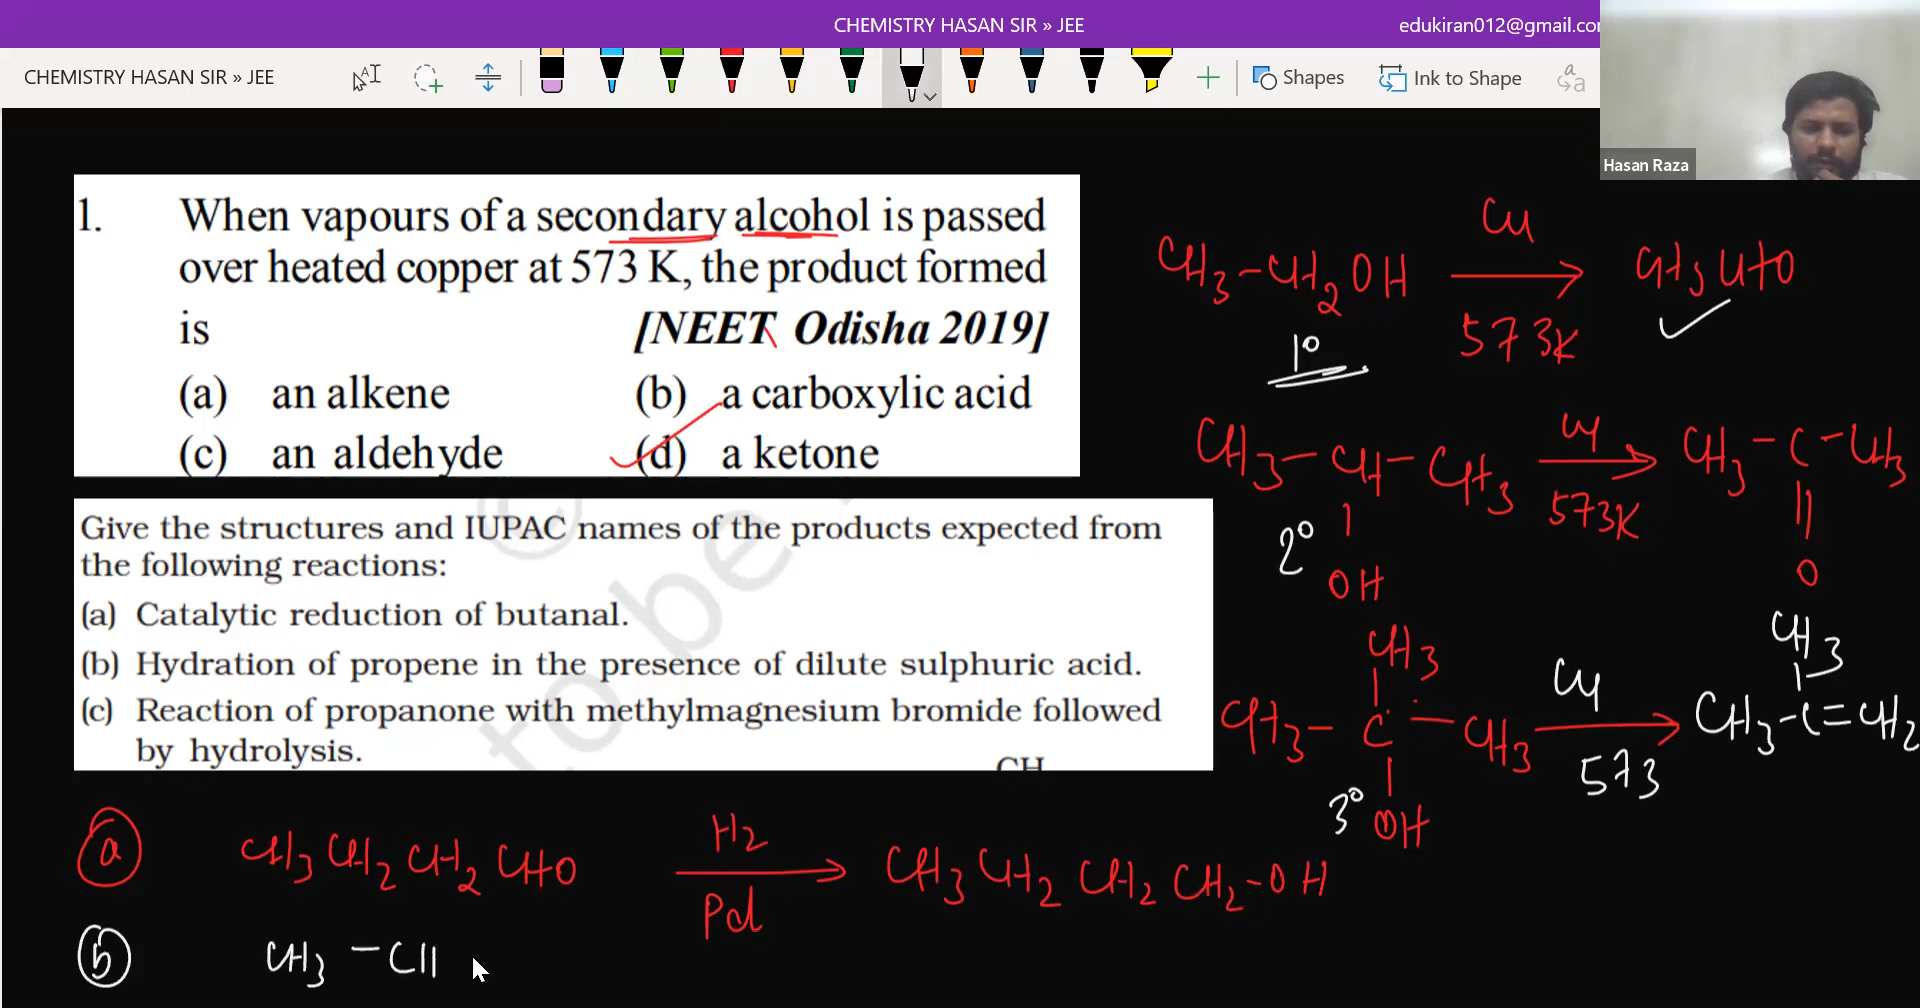 CHEMISTRY HASAN SIR » JEE
edukiran012@gmail.co
CHEMISTRY HASAN SIR » JEE
Shapes
Ink to Shape
Hasan Raza
1. When vapours of a secondary alcohol is passed
over heated copper at 573 K, the product formed
is [NEET Odisha 2019]
(a) an alkene (b) a carboxylic acid
(c) an aldehyde (d) a ketone
Give the structures and IUPAC names of the products expected from
the following reactions:
(a) Catalytic reduction of butanal.
(b) Hydration of propene in the presence of dilute sulphuric acid.
(c) Reaction of propanone with methylmagnesium bromide followed
by hydrolysis.
CH
to be
©
Cu
CH3-CH2OH → CH3CHO
573K
1°
Cu
CH3-CH-CH3 → CH3-C-CH3
573K
2° OH O
CH3 CH3
Cu
CH3-C-CH3 → CH3-C=CH2
573
3° OH
H2
a CH3CH2CH2CHO → CH3CH2CH2CH2-OH
Pd
b CH3-CH